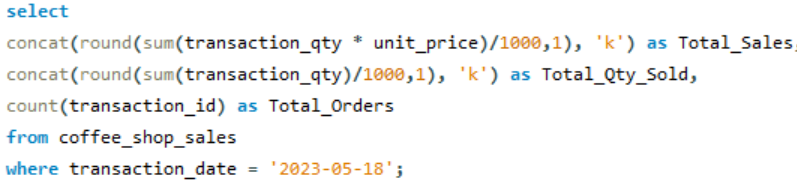 select
concat(round(sum(transaction_qty * unit_price)/1000,1), 'k') as Total_Sales,
concat(round(sum(transaction_qty)/1000,1), 'k') as Total_Qty_Sold,
count(transaction_id) as Total_Orders
from coffee_shop_sales
where transaction_date = '2023-05-18';